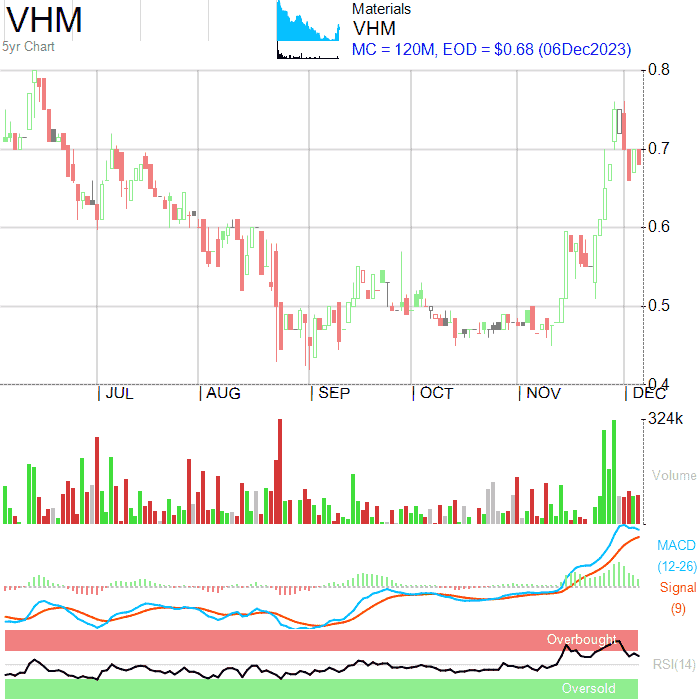 VHM
5yr Chart
Materials
VHM
MC = 120M, EOD = $0.68 (06Dec2023)
0.8
0.7
0.6
0.5
0.4
JUL AUG SEP OCT NOV DEC
324k
Volume
MACD
(12-26)
Signal
(9)
Overbought
RSI(14)
Oversold